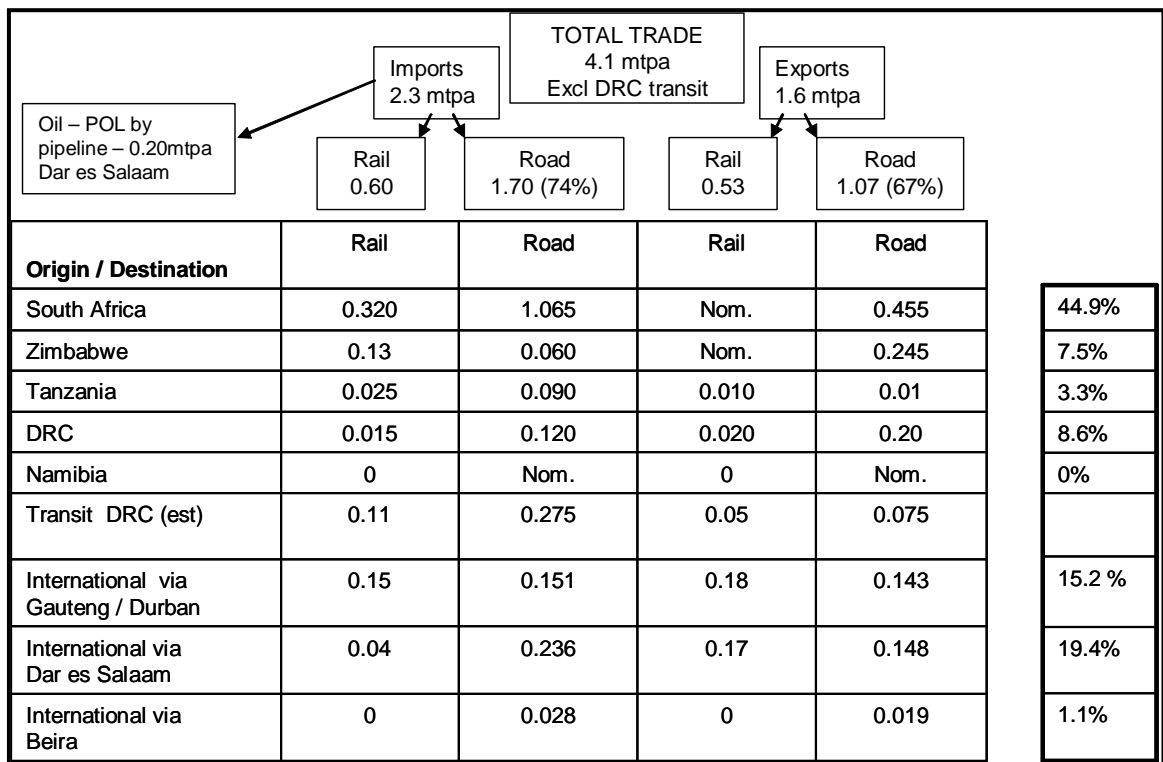 TOTAL TRADE
4.1 mtpa
Excl DRC transit
Imports
2.3 mtpa
Exports
1.6 mtpa
Oil – POL by
pipeline – 0.20mtpa
Dar es Salaam
Rail
0.60
Road
1.70 (74%)
Rail
0.53
Road
1.07 (67%)
Origin / Destination Rail Road Rail Road
South Africa 0.320 1.065 Nom. 0.455 44.9%
Zimbabwe 0.13 0.060 Nom. 0.245 7.5%
Tanzania 0.025 0.090 0.010 0.01 3.3%
DRC 0.015 0.120 0.020 0.20 8.6%
Namibia 0 Nom. 0 Nom. 0%
Transit DRC (est) 0.11 0.275 0.05 0.075
International via 0.15 0.151 0.18 0.143 15.2 %
Gauteng / Durban
International via 0.04 0.236 0.17 0.148 19.4%
Dar es Salaam
International via 0 0.028 0 0.019 1.1%
Beira